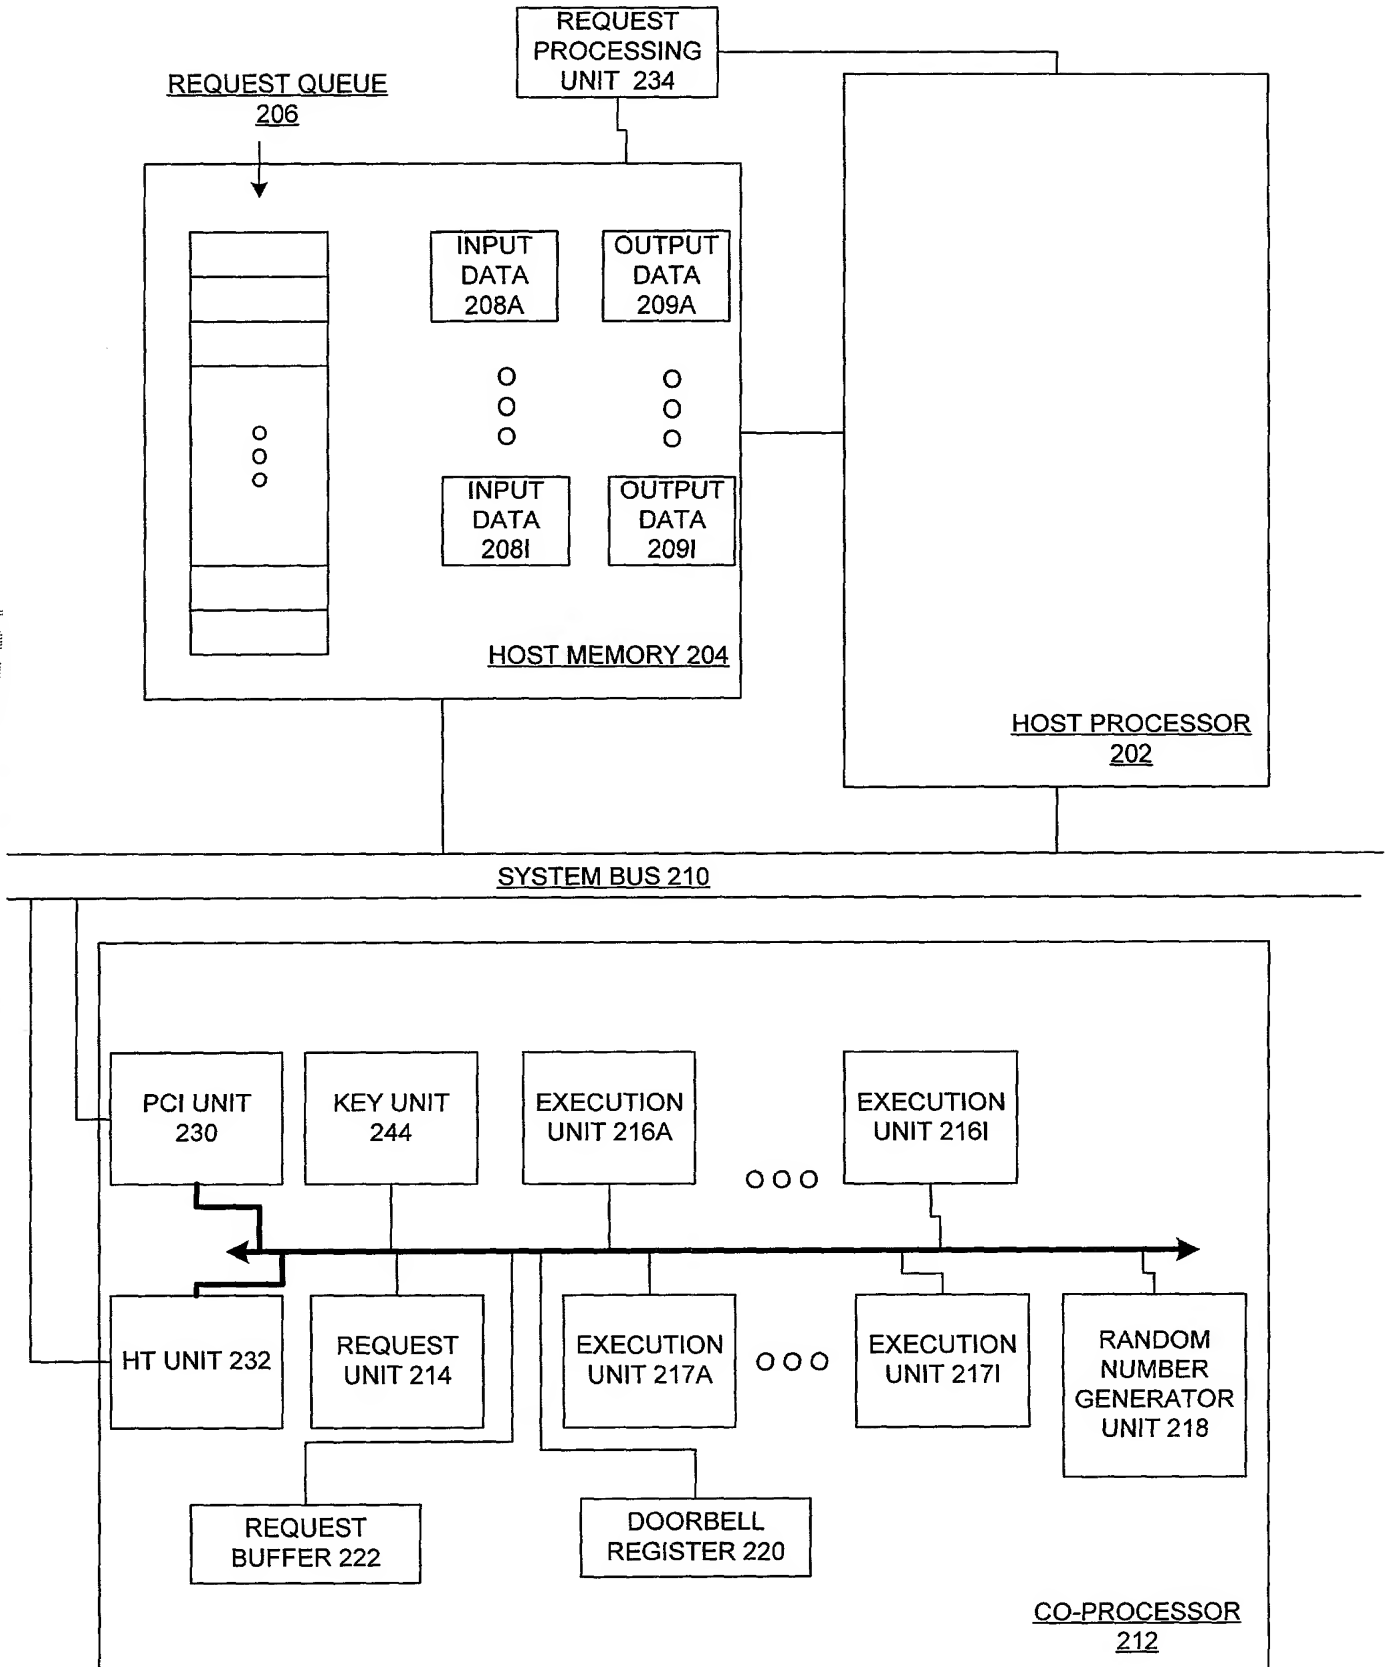 REQUEST
PROCESSING
UNIT 234
REQUEST QUEUE
206
INPUT
DATA
208A
OUTPUT
DATA
209A
INPUT
DATA
208I
OUTPUT
DATA
209I
HOST MEMORY 204
HOST PROCESSOR
202
SYSTEM BUS 210
PCI UNIT
230
KEY UNIT
244
EXECUTION
UNIT 216A
EXECUTION
UNIT 216I
HT UNIT 232
REQUEST
UNIT 214
EXECUTION
UNIT 217A
EXECUTION
UNIT 217I
RANDOM
NUMBER
GENERATOR
UNIT 218
REQUEST
BUFFER 222
DOORBELL
REGISTER 220
CO-PROCESSOR
212